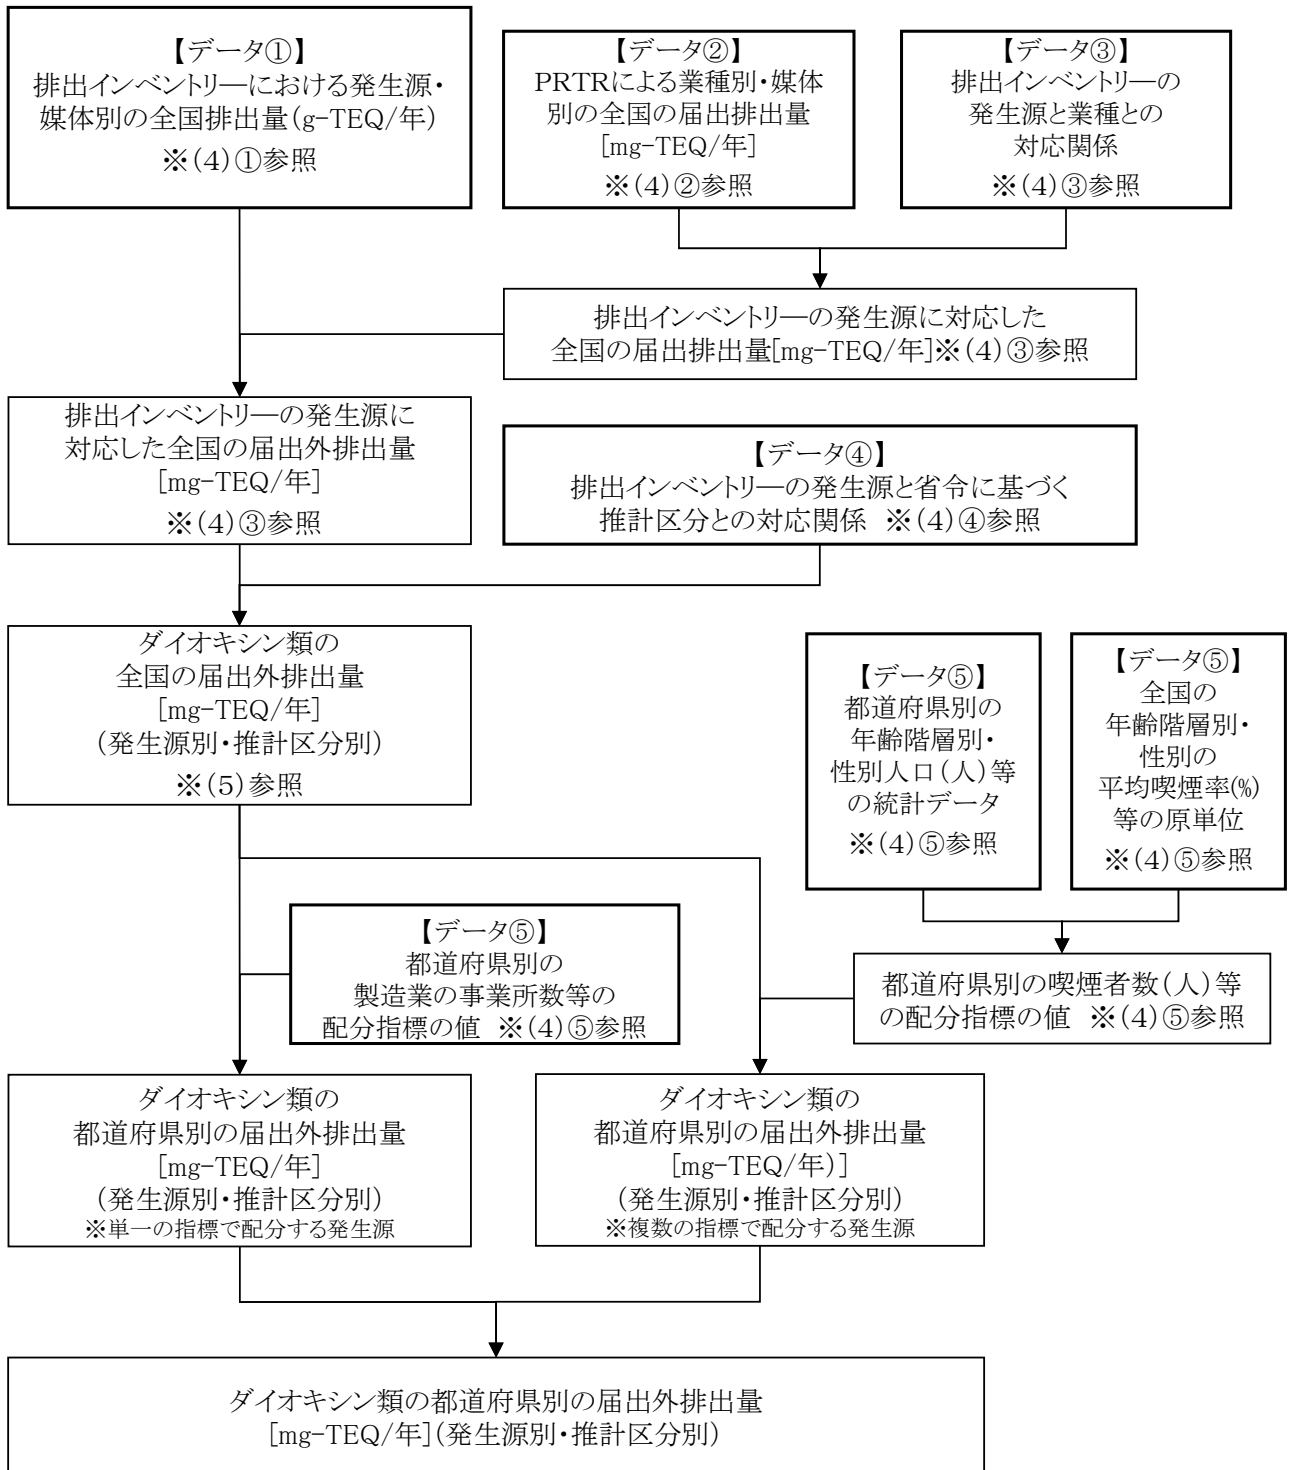 【データ①】
排出インベントリーにおける発生源・
媒体別の全国排出量(g-TEQ/年)
※(4)①参照
【データ②】
PRTRによる業種別・媒体
別の全国の届出排出量
[mg-TEQ/年]
※(4)②参照
【データ③】
排出インベントリーの
発生源と業種との
対応関係
※(4)③参照
排出インベントリーの発生源に対応した
全国の届出排出量[mg-TEQ/年]※(4)③参照
排出インベントリーの発生源に
対応した全国の届出外排出量
[mg-TEQ/年]
※(4)③参照
【データ④】
排出インベントリーの発生源と省令に基づく
推計区分との対応関係 ※(4)④参照
ダイオキシン類の
全国の届出外排出量
[mg-TEQ/年]
(発生源別・推計区分別)
※(5)参照
【データ⑤】
都道府県別の
年齢階層別・
性別人口(人)等
の統計データ
※(4)⑤参照
【データ⑤】
全国の
年齢階層別・
性別の
平均喫煙率(%)
等の原単位
※(4)⑤参照
【データ⑤】
都道府県別の
製造業の事業所数等の
配分指標の値 ※(4)⑤参照
都道府県別の喫煙者数(人)等
の配分指標の値 ※(4)⑤参照
ダイオキシン類の
都道府県別の届出外排出量
[mg-TEQ/年]
(発生源別・推計区分別)
※単一の指標で配分する発生源
ダイオキシン類の
都道府県別の届出外排出量
[mg-TEQ/年)]
(発生源別・推計区分別)
※複数の指標で配分する発生源
ダイオキシン類の都道府県別の届出外排出量
[mg-TEQ/年](発生源別・推計区分別)